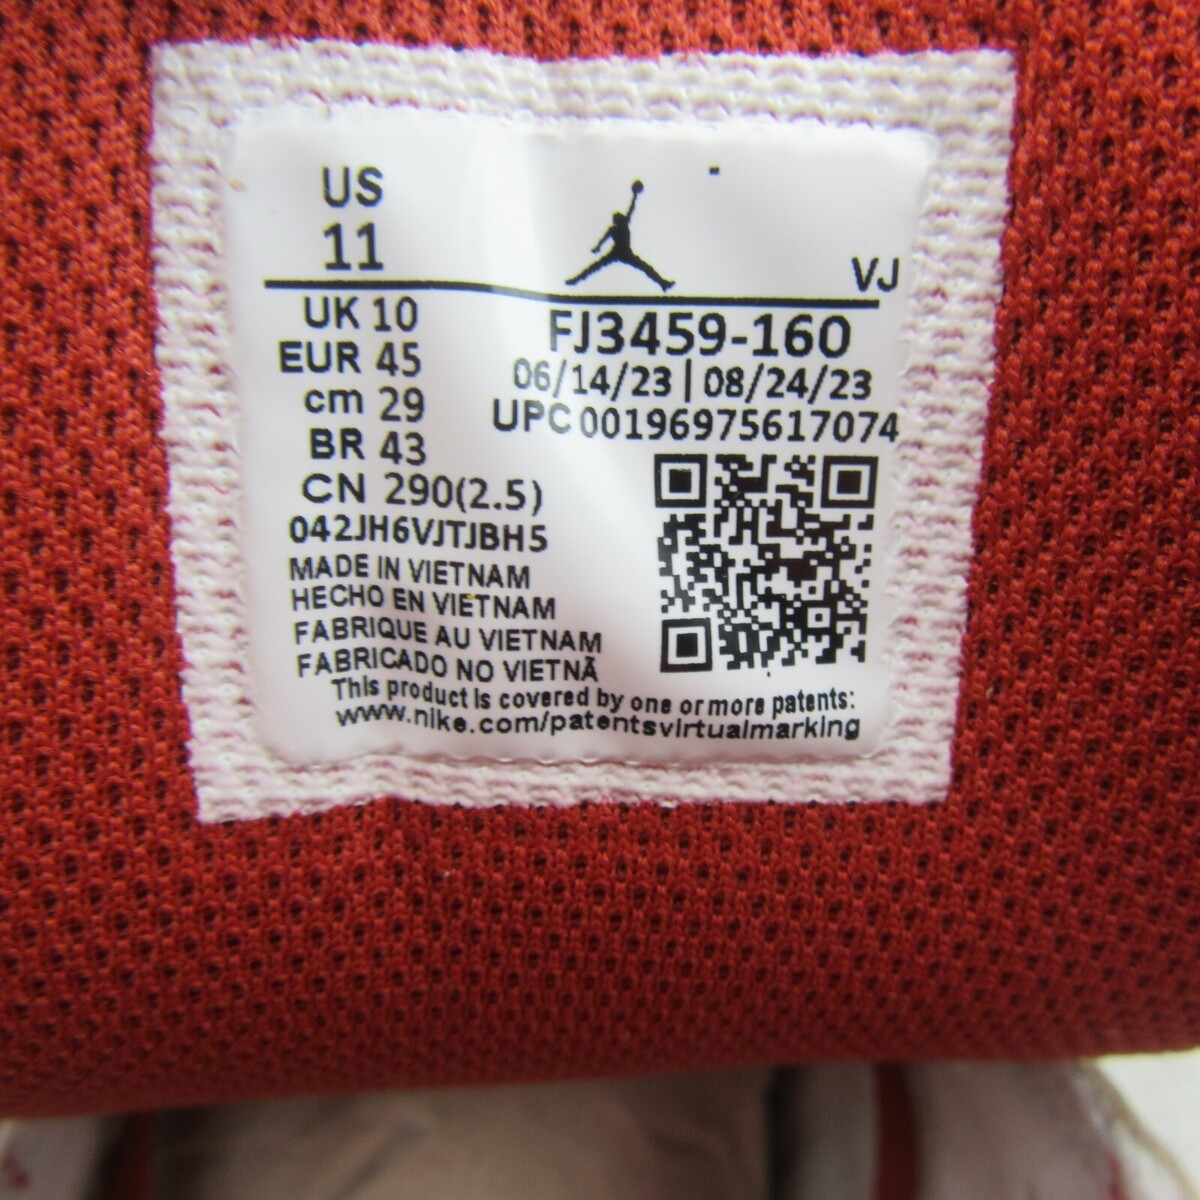 US
11
VJ
UK 10
EUR 45
cm 29
BR 43
CN 290(2.5)
FJ3459-160
06/14/23 | 08/24/23
UPC 00196975617074
042JH6VJTJBH5
MADE IN VIETNAM
HECHO EN VIETNAM
FABRIQUE AU VIETNAM
FABRICADO NO VIETNÃ
This product is covered by one or more patents:
www.nike.com/patentsvirtualmarking